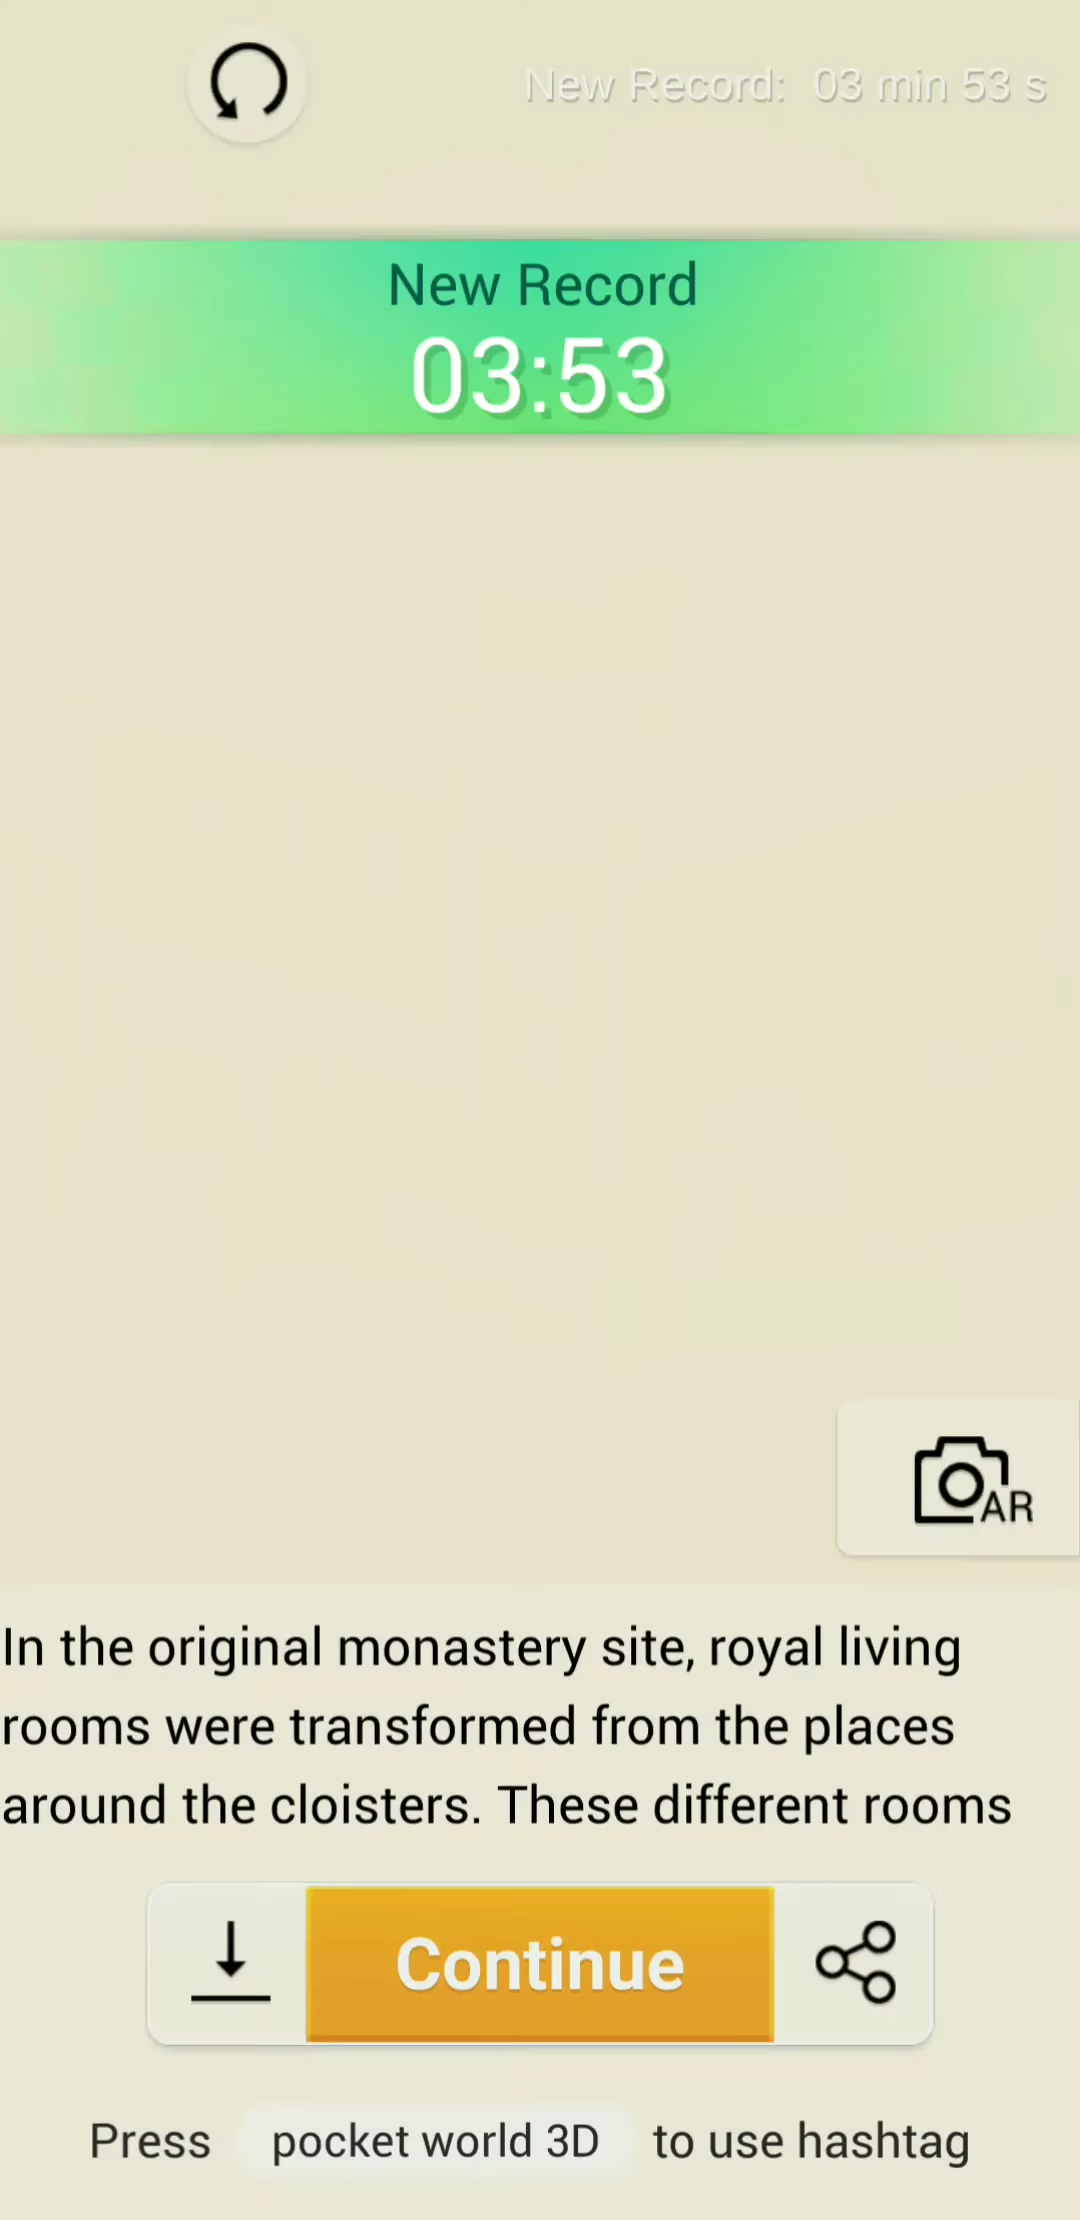 New Record: 03 min 53 s
New Record
03:53
AR
In the original monastery site, royal living
rooms were transformed from the places
around the cloisters. These different rooms
Continue
Press pocket world 3D to use hashtag